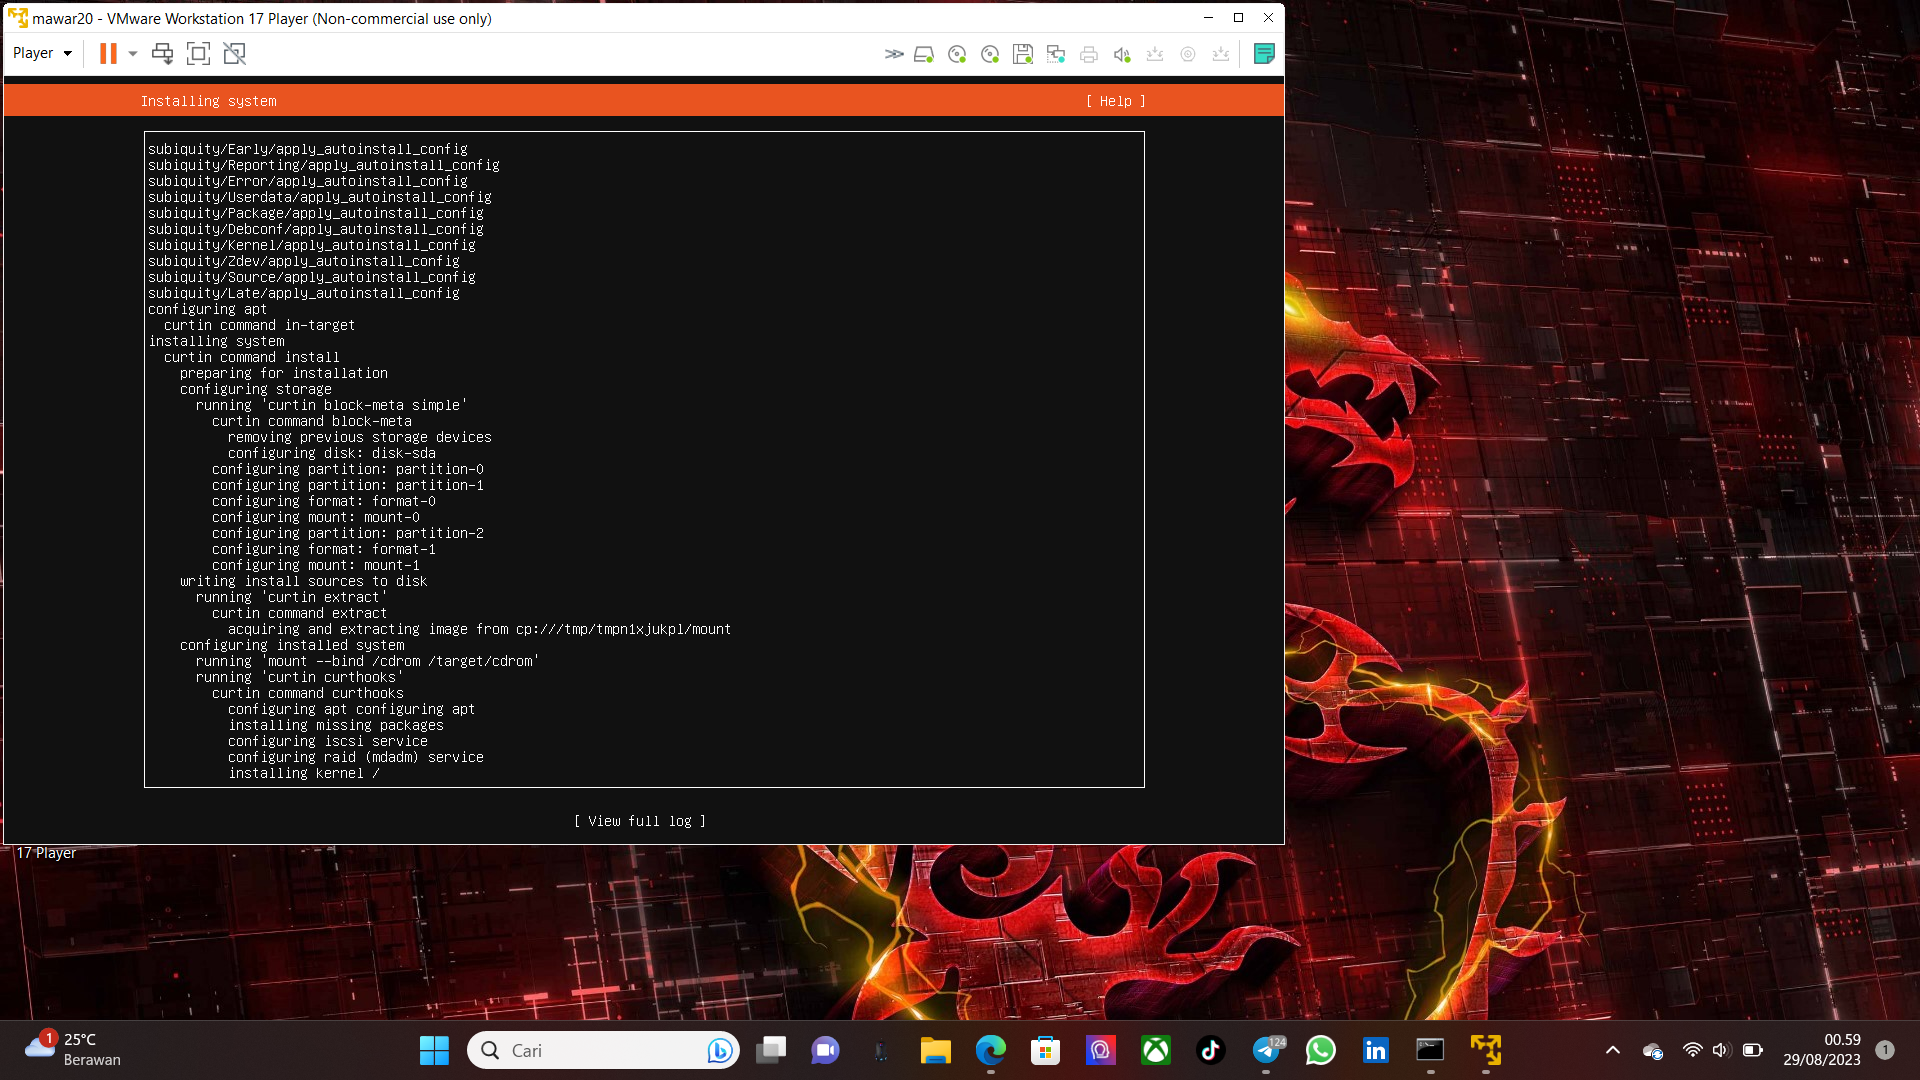 mawar20 - VMware Workstation 17 Player (Non-commercial use only)
Player
Installing system
[ Help ]
subiquity/Early/apply_autoinstall_config
subiquity/Reporting/apply_autoinstall_config
subiquity/Error/apply_autoinstall_config
subiquity/Userdata/apply_autoinstall_config
subiquity/Package/apply_autoinstall_config
subiquity/Debconf/apply_autoinstall_config
subiquity/Kernel/apply_autoinstall_config
subiquity/Zdev/apply_autoinstall_config
subiquity/Source/apply_autoinstall_config
subiquity/Late/apply_autoinstall_config
configuring apt
curtin command in-target
installing system
curtin command install
preparing for installation
configuring storage
running 'curtin block-meta simple'
curtin command block-meta
removing previous storage devices
configuring disk: disk-sda
configuring partition: partition-0
configuring partition: partition-1
configuring format: format-0
configuring mount: mount-0
configuring partition: partition-2
configuring format: format-1
configuring mount: mount-1
writing install sources to disk
running 'curtin extract'
curtin command extract
acquiring and extracting image from cp:///tmp/tmpn1xjukpl/mount
configuring installed system
running 'mount --bind /cdrom /target/cdrom'
running 'curtin curthooks'
curtin command curthooks
configuring apt configuring apt
installing missing packages
configuring iscsi service
configuring raid (mdadm) service
installing kernel /
[ View full log ]
17 Player
1
25°C
Berawan
Cari
124
in
00.59
29/08/2023
1